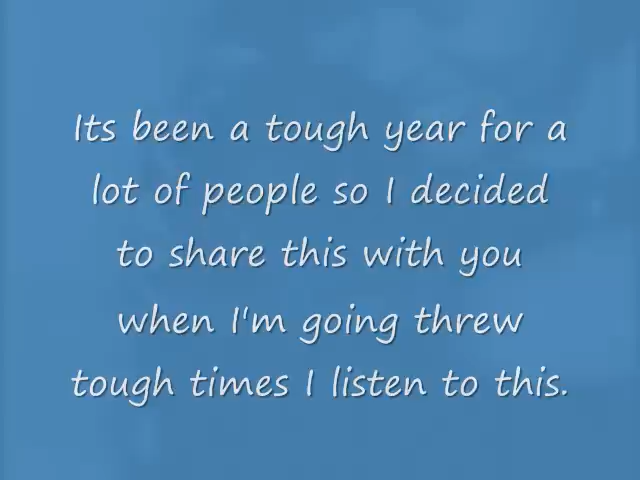 Its been a tough year for a
lot of people so I decided
to share this with you
when I'm going threw
tough times I listen to this.